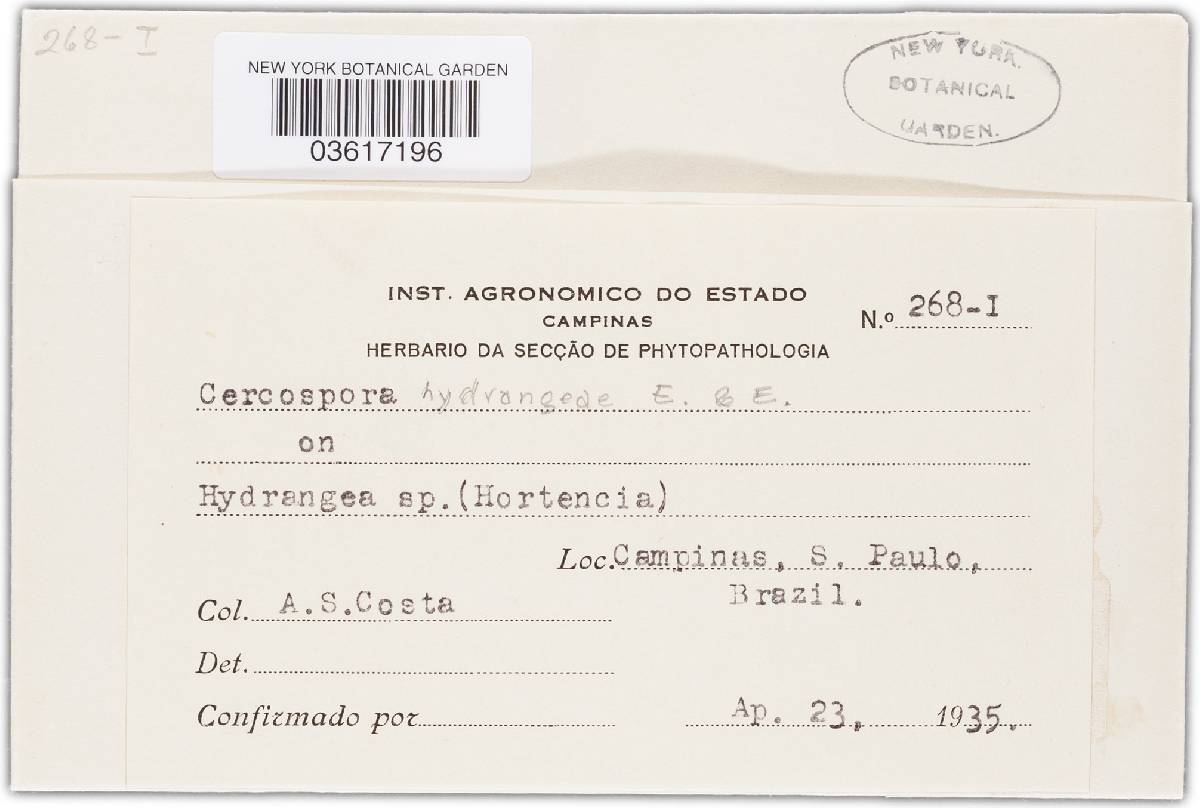 268-I
NEW YORK BOTANICAL GARDEN
03617196
NEW YORK
BOTANICAL
GARDEN.
INST. AGRONOMICO DO ESTADO
CAMPINAS
HERBARIO DA SECÇÃO DE PHYTOPATHOLOGIA
N.º 268-I
Cercospora hydrangeae E. & E.
on
Hydrangea sp.(Hortencia)
Loc. Campinas, S. Paulo,
Brazil.
Col. A.S.Costa
Det.
Confirmado por
Ap. 23, 1935.